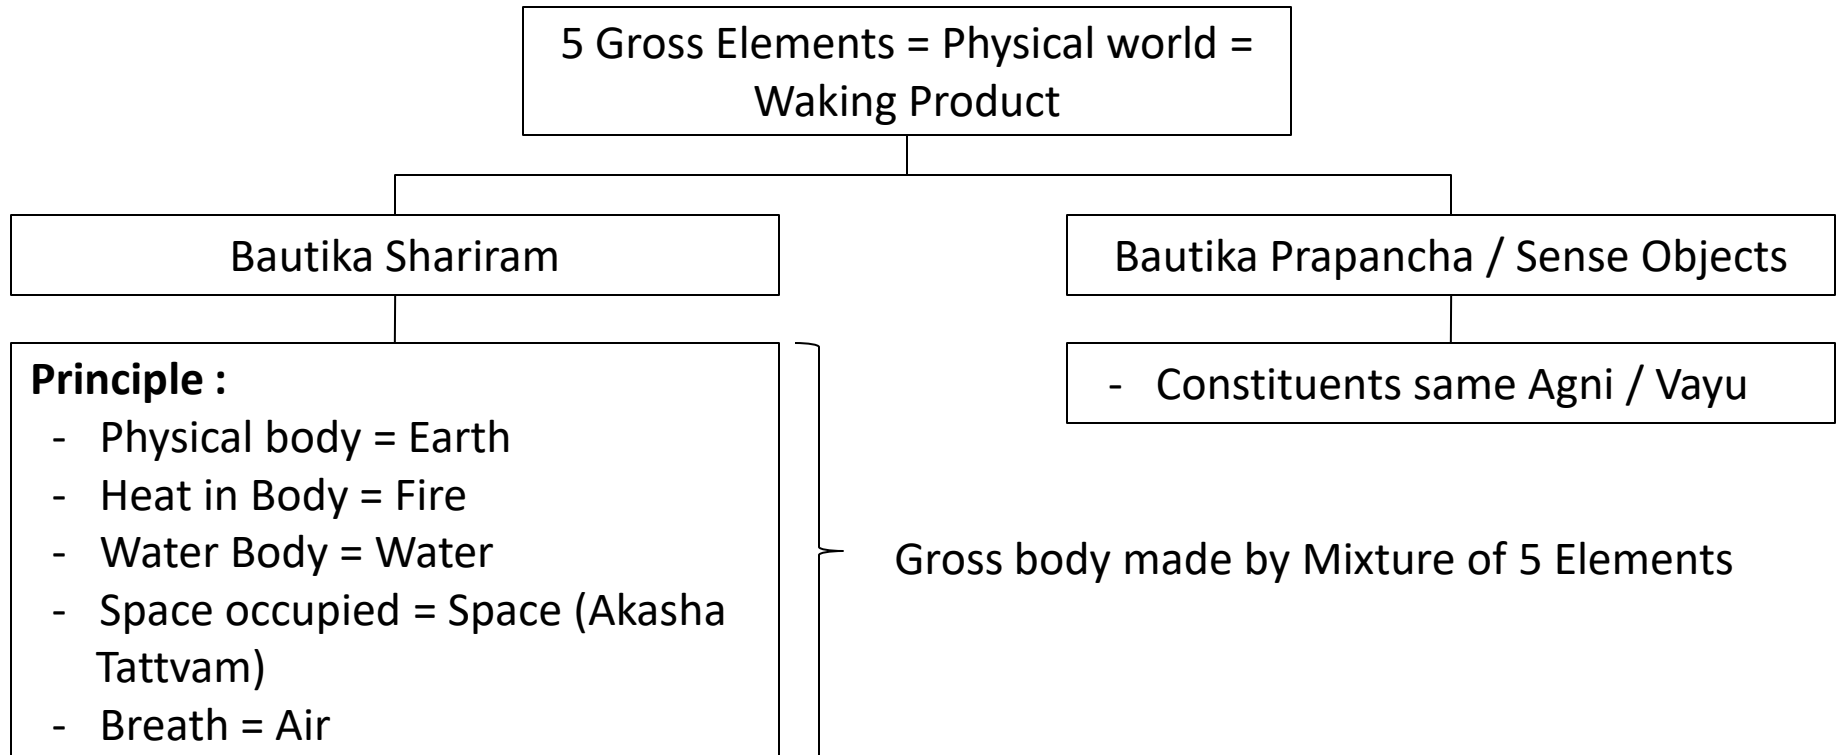 5 Gross Elements = Physical world =
Waking Product
Bautika Shariram
Bautika Prapancha / Sense Objects
Principle :
- Physical body = Earth
- Heat in Body = Fire
- Water Body = Water
- Space occupied = Space (Akasha
Tattvam)
- Breath = Air
- Constituents same Agni / Vayu
Gross body made by Mixture of 5 Elements